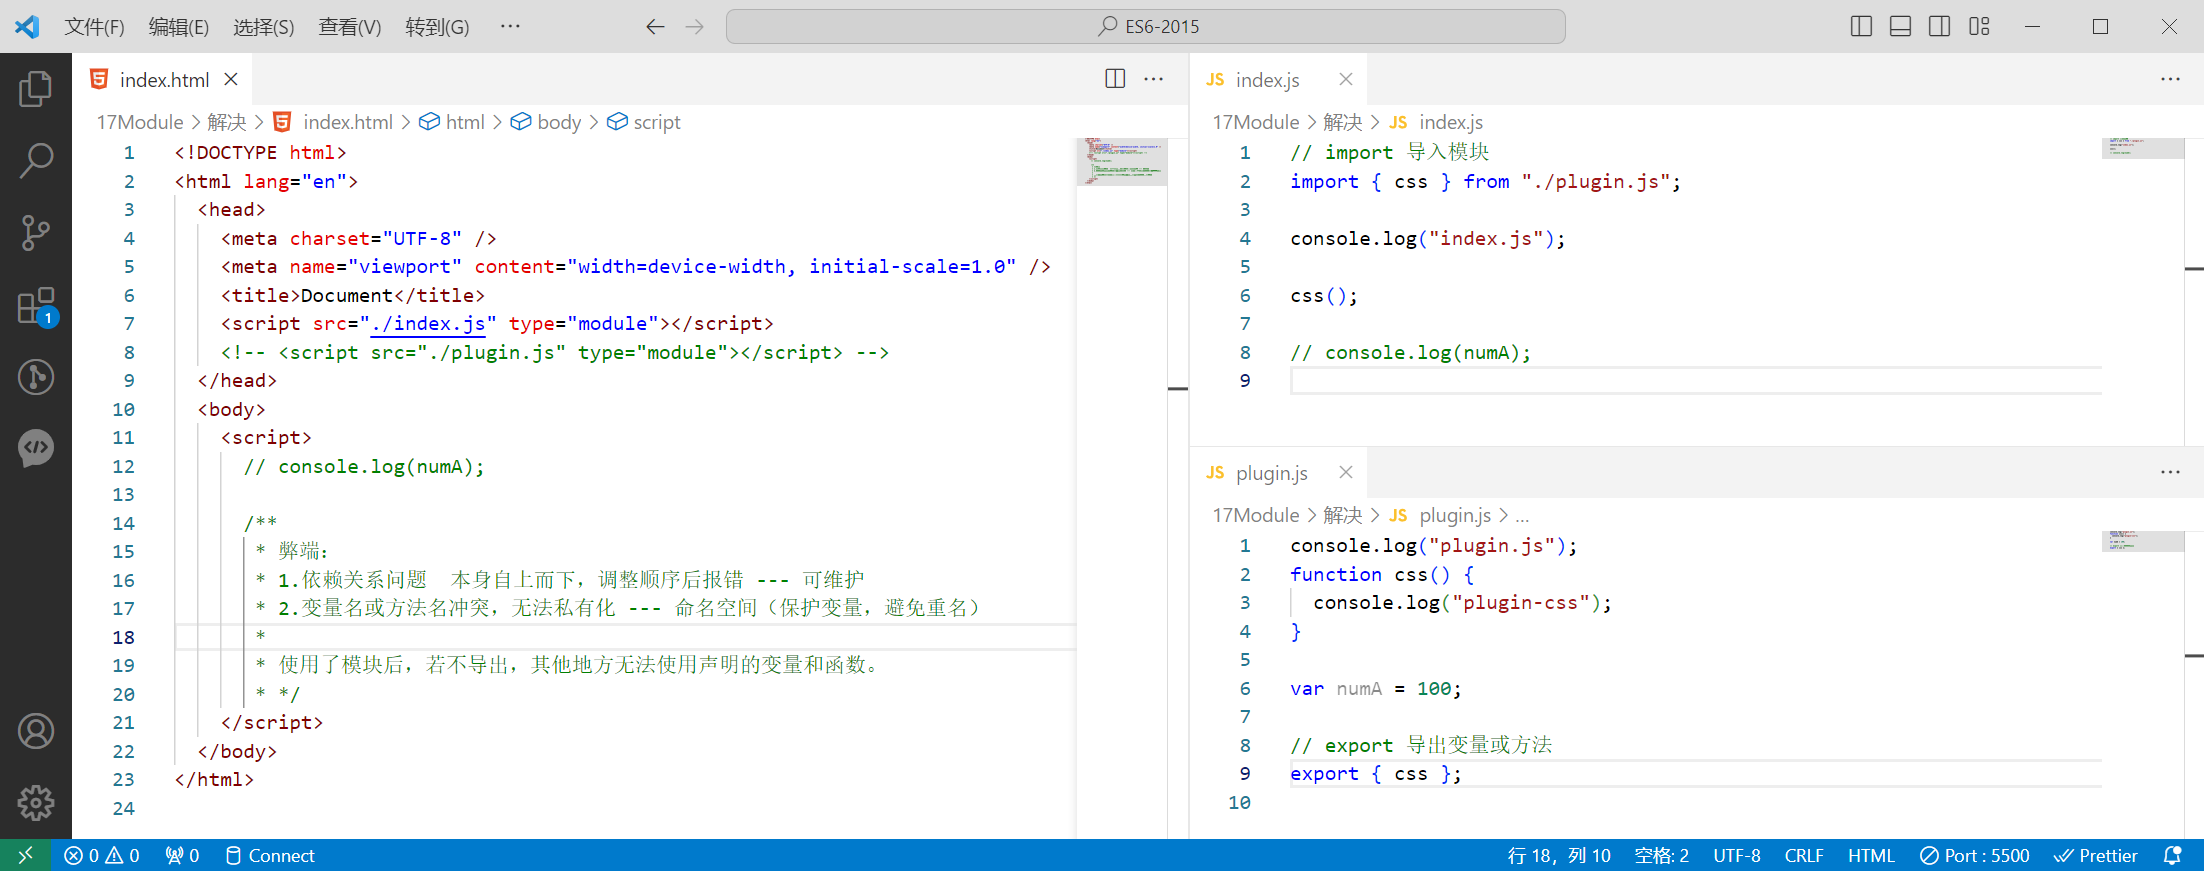 文件(F) 编辑(E) 选择(S) 查看(V) 转到(G) ··· ES6-2015
index.html
17Module > 解决 > index.html > html > body > script
1 <!DOCTYPE html>
2 <html lang="en">
3 <head>
4 <meta charset="UTF-8" />
5 <meta name="viewport" content="width=device-width, initial-scale=1.0" />
6 <title>Document</title>
7 <script src="./index.js" type="module"></script>
8 <!-- <script src="./plugin.js" type="module"></script> -->
9 </head>
10 <body>
11 <script>
12 // console.log(numA);
13
14 /**
15 * 弊端：
16 * 1.依赖关系问题 本身自上而下，调整顺序后报错 --- 可维护
17 * 2.变量名或方法名冲突，无法私有化 --- 命名空间（保护变量，避免重名）
18 *
19 * 使用了模块后，若不导出，其他地方无法使用声明的变量和函数。
20 * */
21 </script>
22 </body>
23 </html>
24
JS index.js
17Module > 解决 > JS index.js
1 // import 导入模块
2 import { css } from "./plugin.js";
3
4 console.log("index.js");
5
6 css();
7
8 // console.log(numA);
9
JS plugin.js
17Module > 解决 > JS plugin.js > ...
1 console.log("plugin.js");
2 function css() {
3 console.log("plugin-css");
4 }
5
6 var numA = 100;
7
8 // export 导出变量或方法
9 export { css };
10
1
0 0 0 Connect 行 18，列 10 空格: 2 UTF-8 CRLF HTML Port : 5500 Prettier